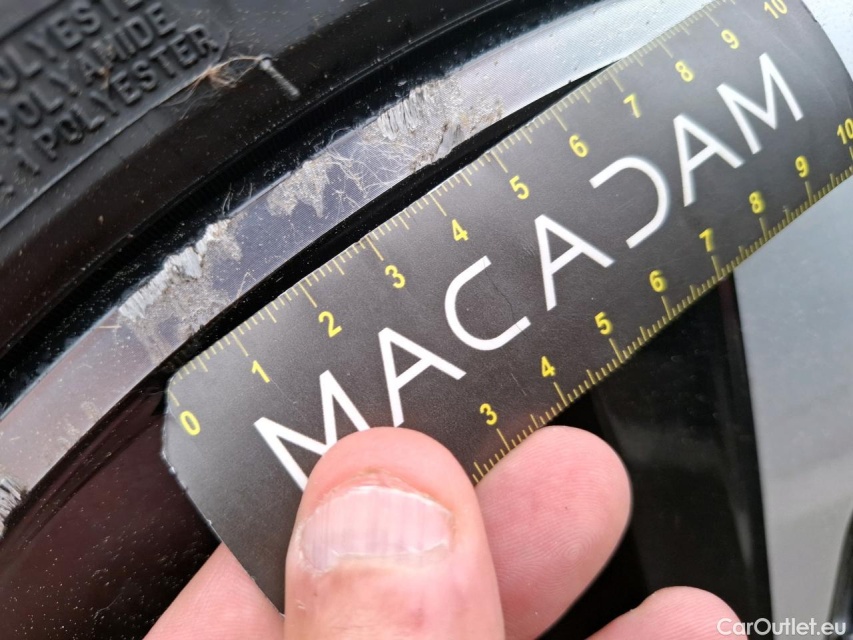 POLYESTER
POLYAMIDE
1 POLYESTER
0 1 2 3 4 5 6 7 8 9 10
MACADAM
3 4 5 6 7 8 9 10
CarOutlet.eu